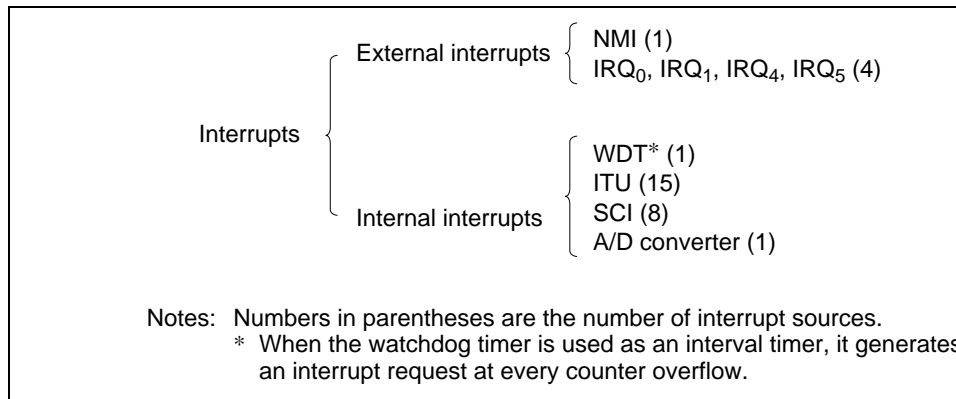 External interrupts
NMI (1)
IRQ₀, IRQ₁, IRQ₄, IRQ₅ (4)
Interrupts
Internal interrupts
WDT* (1)
ITU (15)
SCI (8)
A/D converter (1)
Notes: Numbers in parentheses are the number of interrupt sources.
* When the watchdog timer is used as an interval timer, it generates
an interrupt request at every counter overflow.